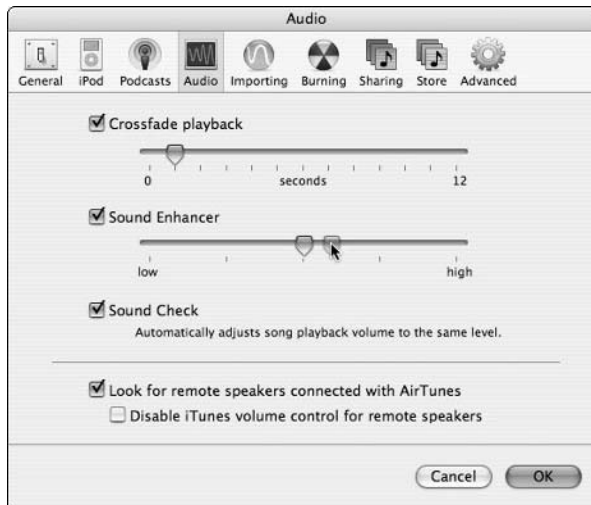 Audio
General iPod Podcasts Audio Importing Burning Sharing Store Advanced
Crossfade playback
0 seconds 12
Sound Enhancer
low high
Sound Check
Automatically adjusts song playback volume to the same level.
Look for remote speakers connected with AirTunes
Disable iTunes volume control for remote speakers
Cancel OK